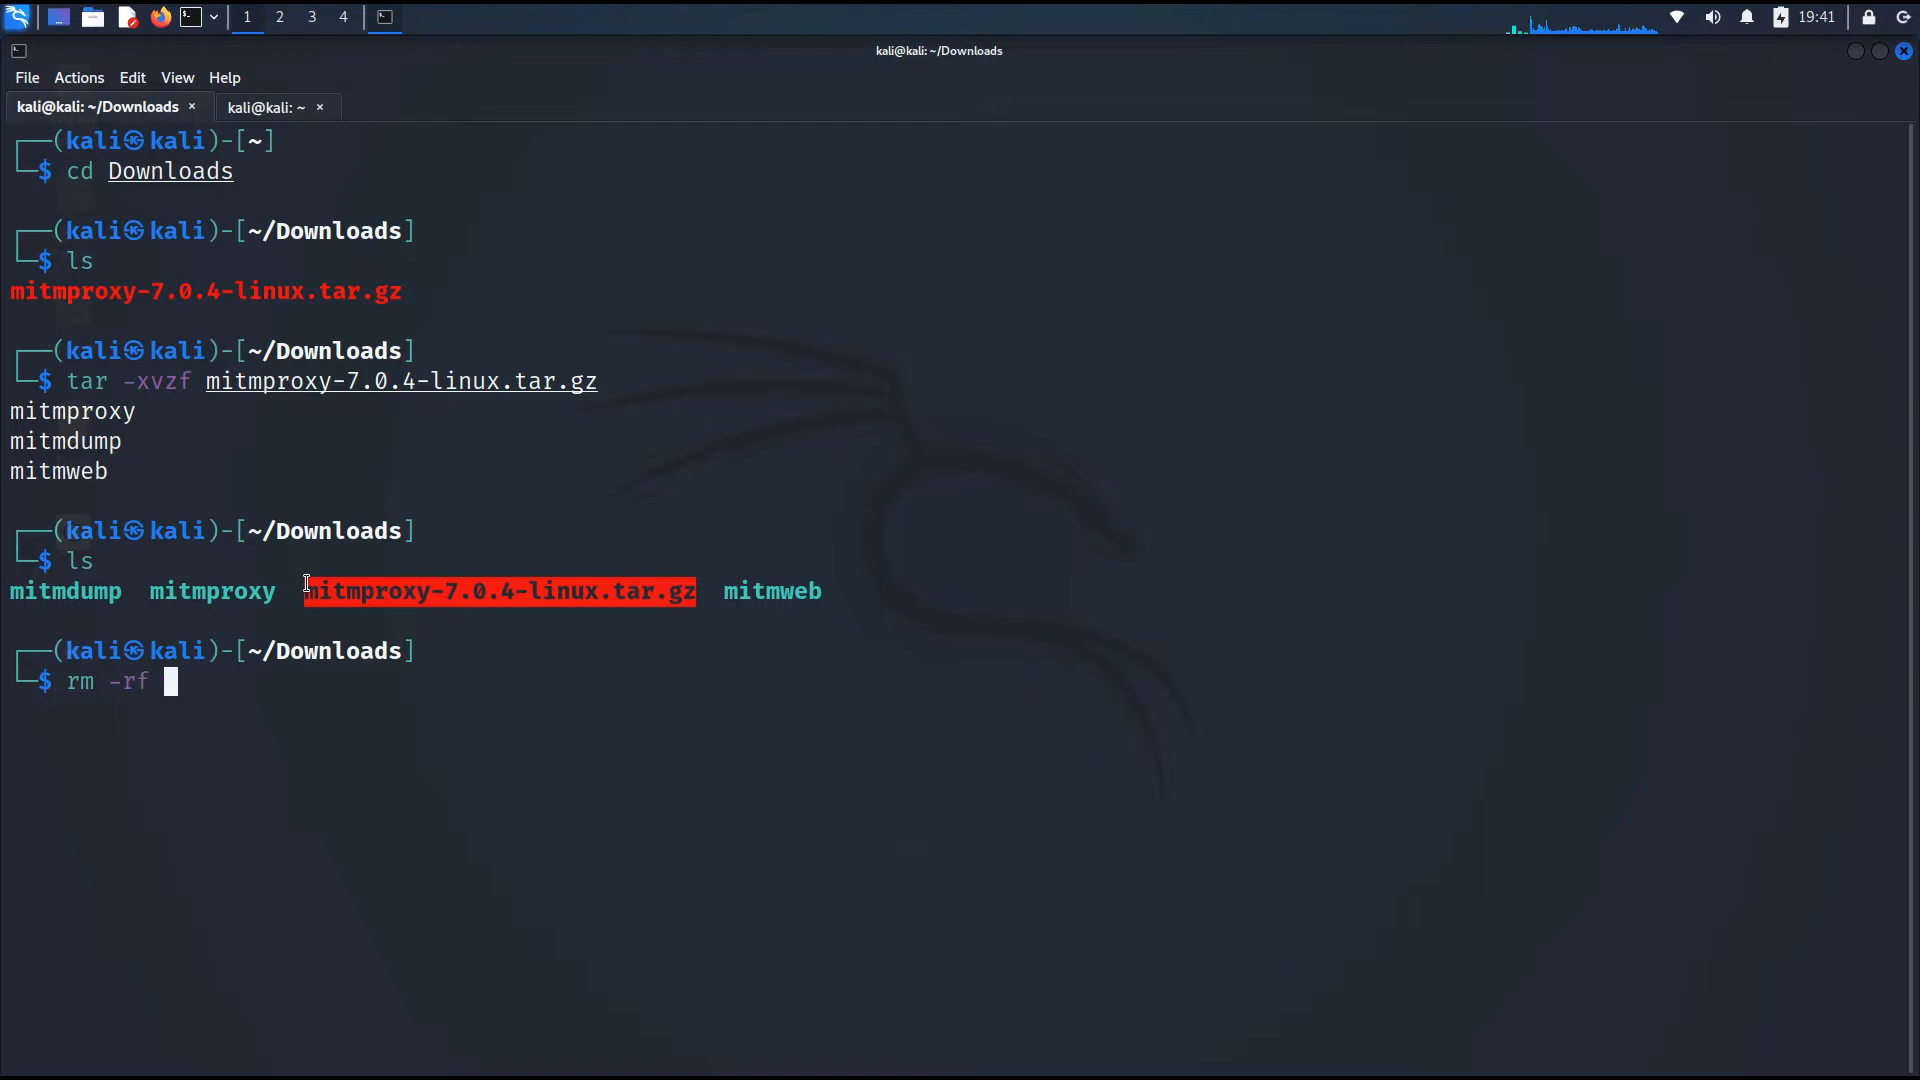 1 2 3 4 19:41
kali@kali: ~/Downloads
File Actions Edit View Help
kali@kali: ~/Downloads × kali@kali: ~ ×
┌──(kali㉿kali)-[~]
└─$ cd Downloads
┌──(kali㉿kali)-[~/Downloads]
└─$ ls
mitmproxy-7.0.4-linux.tar.gz
┌──(kali㉿kali)-[~/Downloads]
└─$ tar -xvzf mitmproxy-7.0.4-linux.tar.gz
mitmproxy
mitmdump
mitmweb
┌──(kali㉿kali)-[~/Downloads]
└─$ ls
mitmdump mitmproxy mitmproxy-7.0.4-linux.tar.gz mitmweb
┌──(kali㉿kali)-[~/Downloads]
└─$ rm -rf